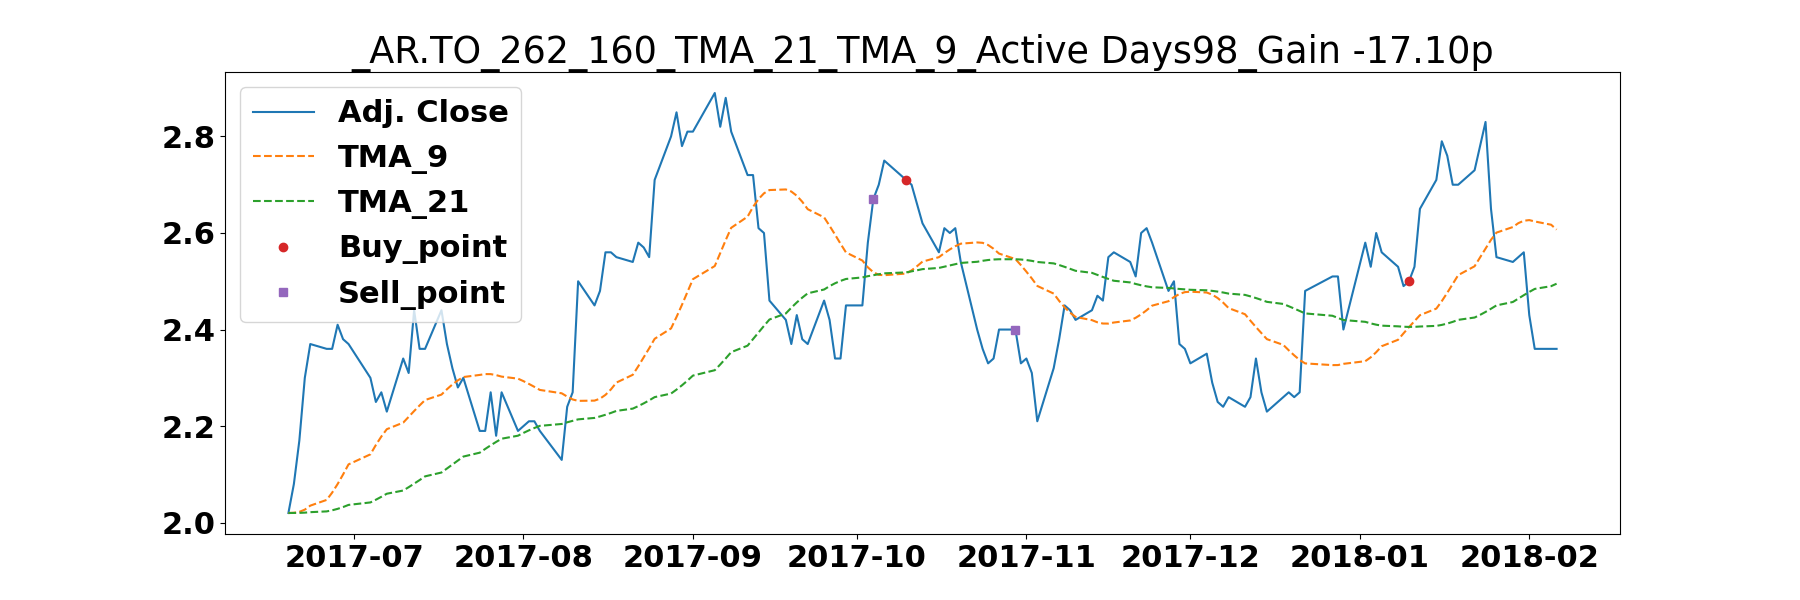 _AR.TO_262_160_TMA_21_TMA_9_Active Days98_Gain -17.10p
Adj. Close
TMA_9
TMA_21
Buy_point
Sell_point
2.8
2.6
2.4
2.2
2.0
2017-07 2017-08 2017-09 2017-10 2017-11 2017-12 2018-01 2018-02